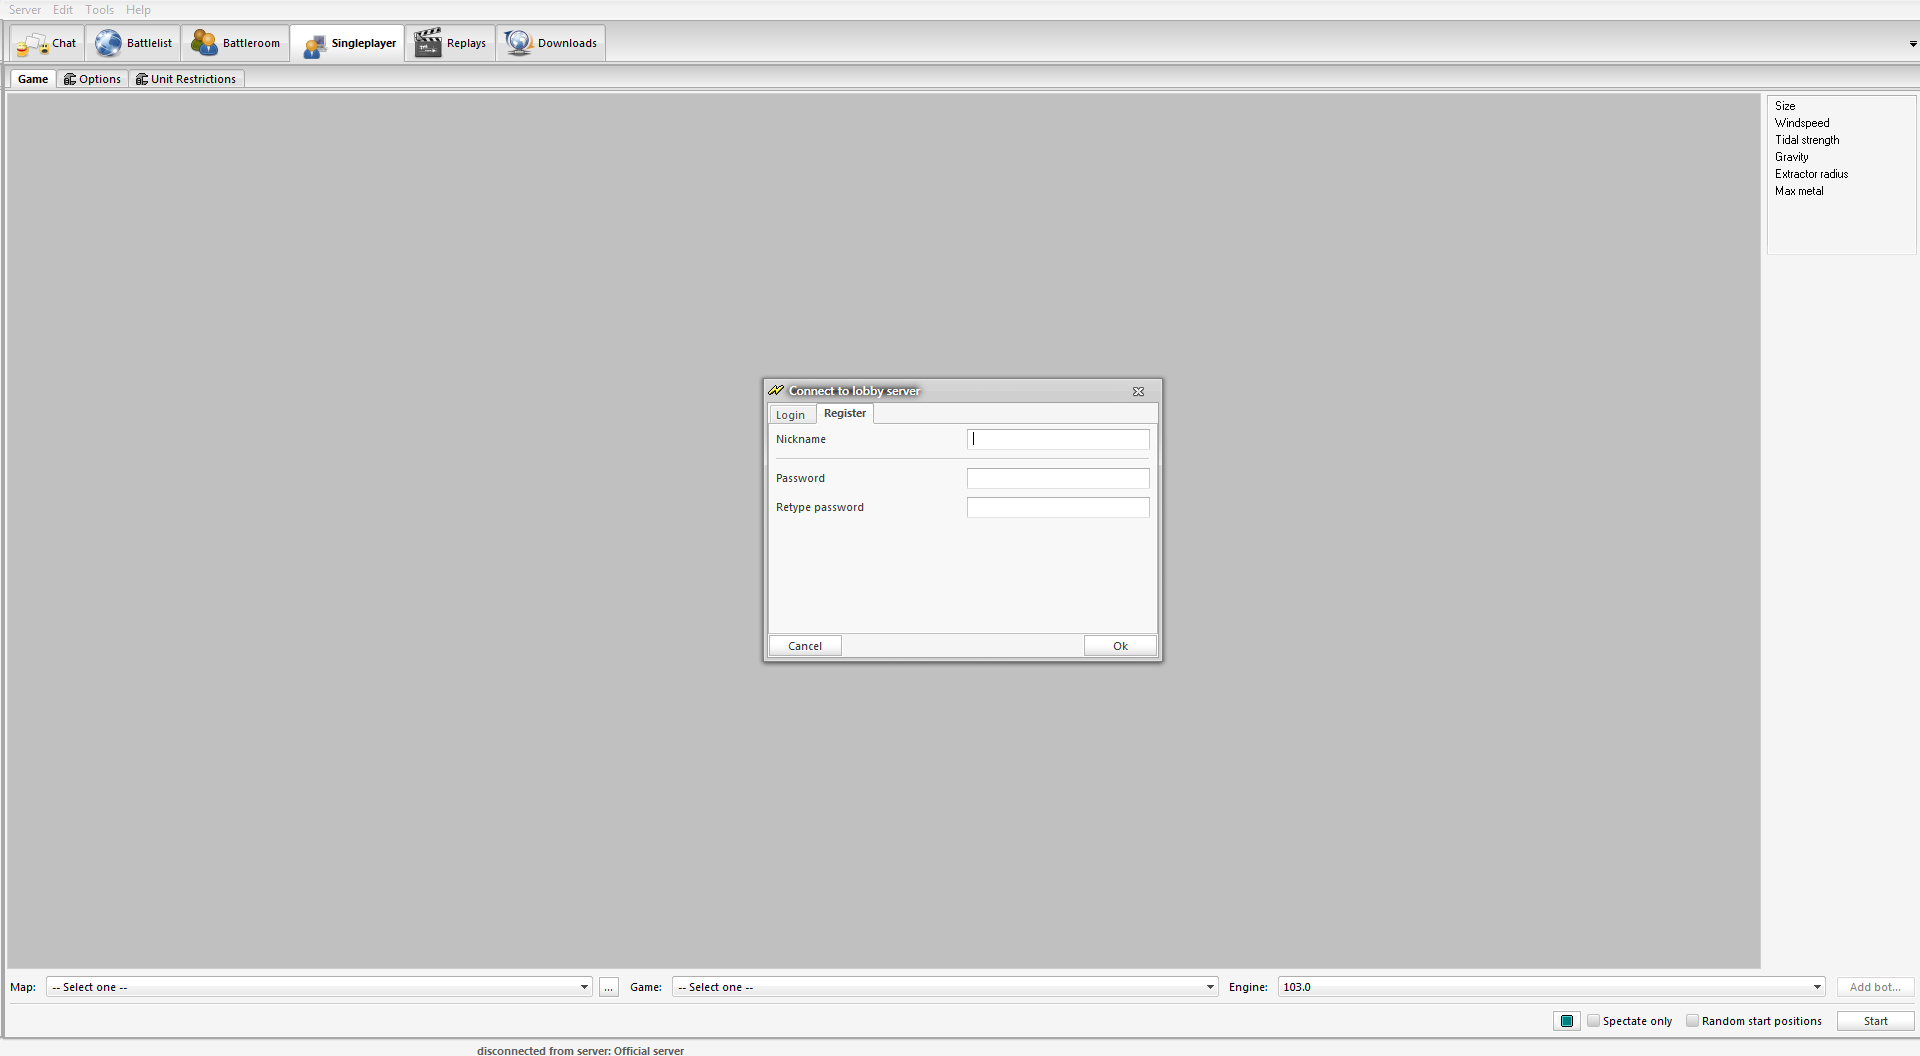 Server Edit Tools Help
Chat Battlelist Battleroom Singleplayer Replays Downloads
Game Options Unit Restrictions
Size
Windspeed
Tidal strength
Gravity
Extractor radius
Max metal
Connect to lobby server
Login Register
Nickname
Password
Retype password
Cancel Ok
Map: -- Select one -- ... Game: -- Select one -- Engine: 103.0 Add bot...
Spectate only Random start positions Start
disconnected from server: Official server